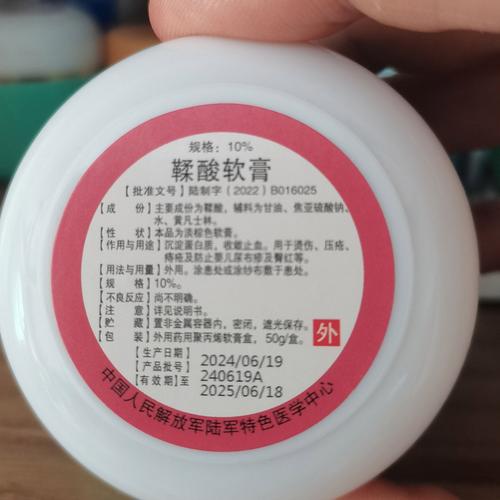 规格：10%
鞣酸软膏
【批准文号】陆制字（2022）B016025
【成　　份】主要成份为鞣酸，辅料为甘油、焦亚硫酸钠、
水、黄凡士林。
【性　　状】本品为淡棕色软膏。
【作用与用途】沉淀蛋白质，收敛止血。用于烫伤、压疮、
痔疮及防止婴儿尿布疹及臀红等。
【用法与用量】外用。涂患处或涂纱布敷于患处。
【规　　格】10%。
【不良反应】尚不明确。
【注　　意】详见说明书。
【贮　　藏】置非金属容器内，密闭，遮光保存。
【包　　装】外用药用聚丙烯软膏盒，50g/盒。
外
【生产日期】2024/06/19
【产品批号】240619A
【有效期】至2025/06/18
中国人民解放军陆军特色医学中心